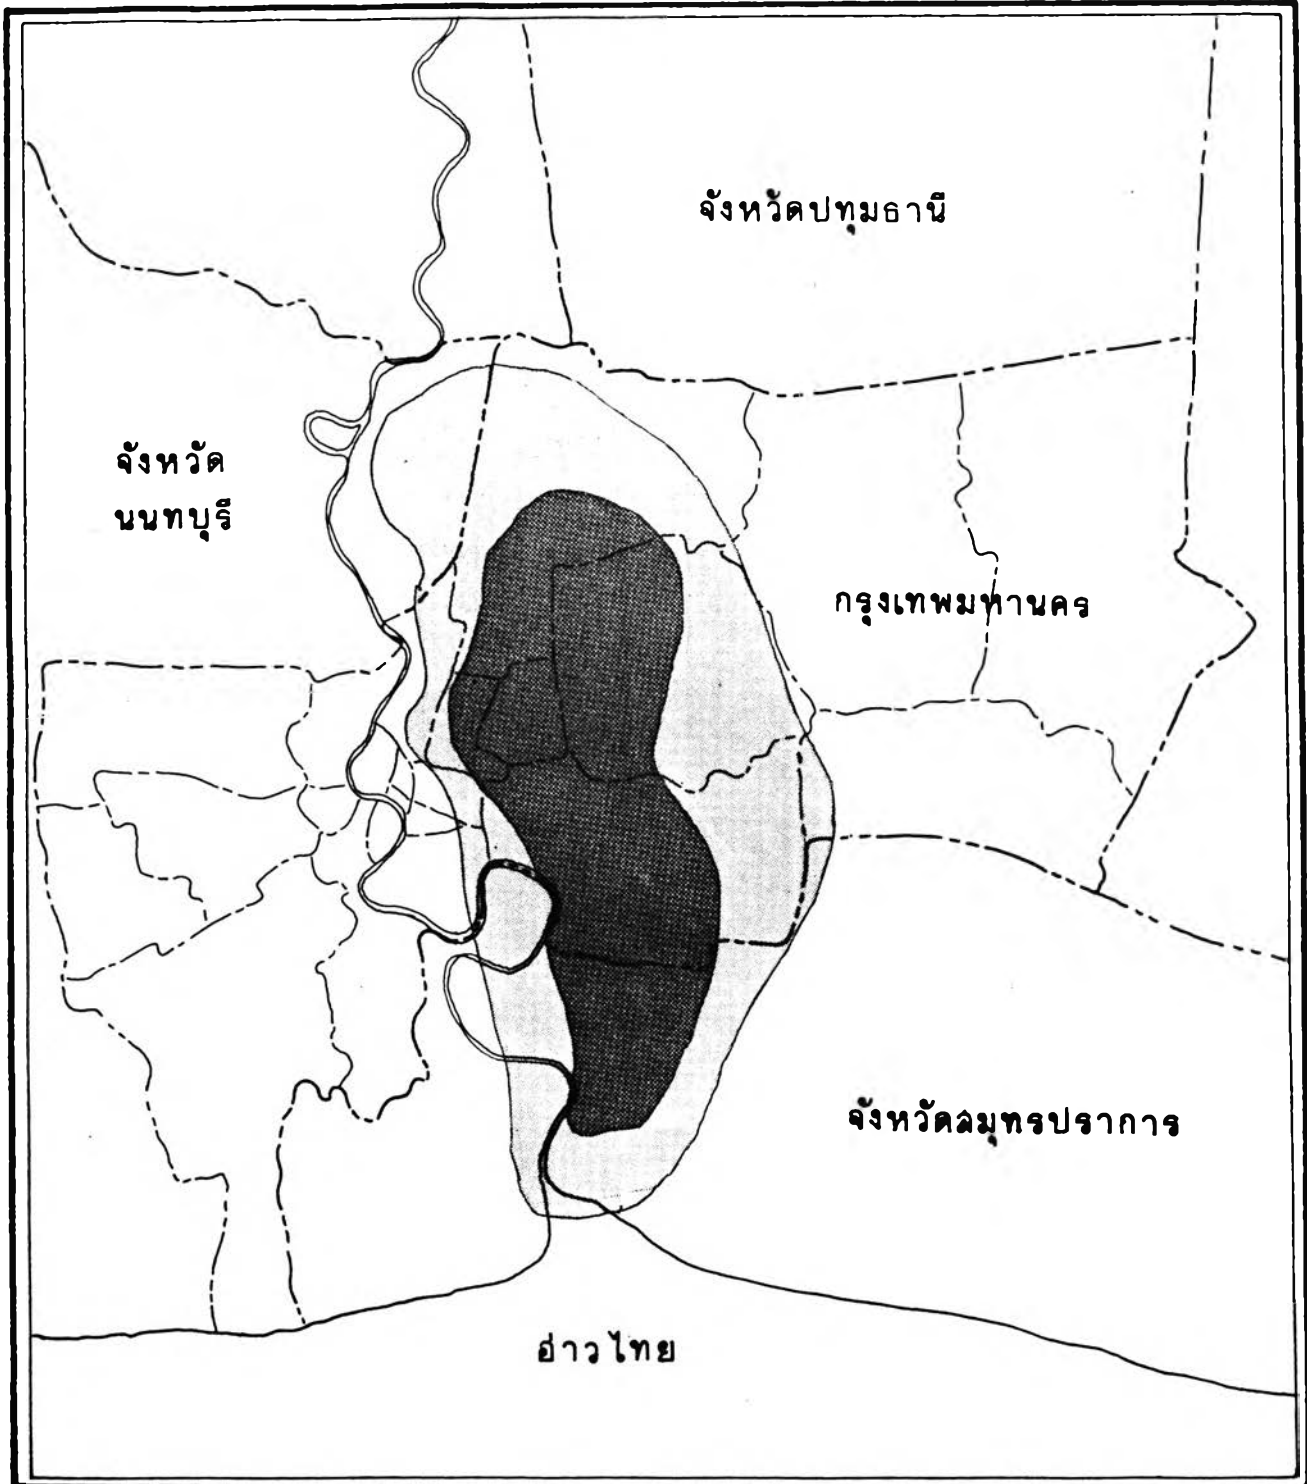 จังหวัดปทุมธานี
จังหวัด
นนทบุรี
กรุงเทพมหานคร
จังหวัดสมุทรปราการ
อ่าวไทย